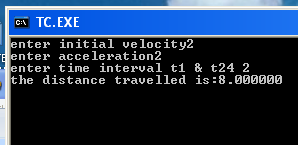 TC.EXE
enter initial velocity2
enter acceleration2
enter time interval t1 & t24 2
the distance travelled is:8.000000